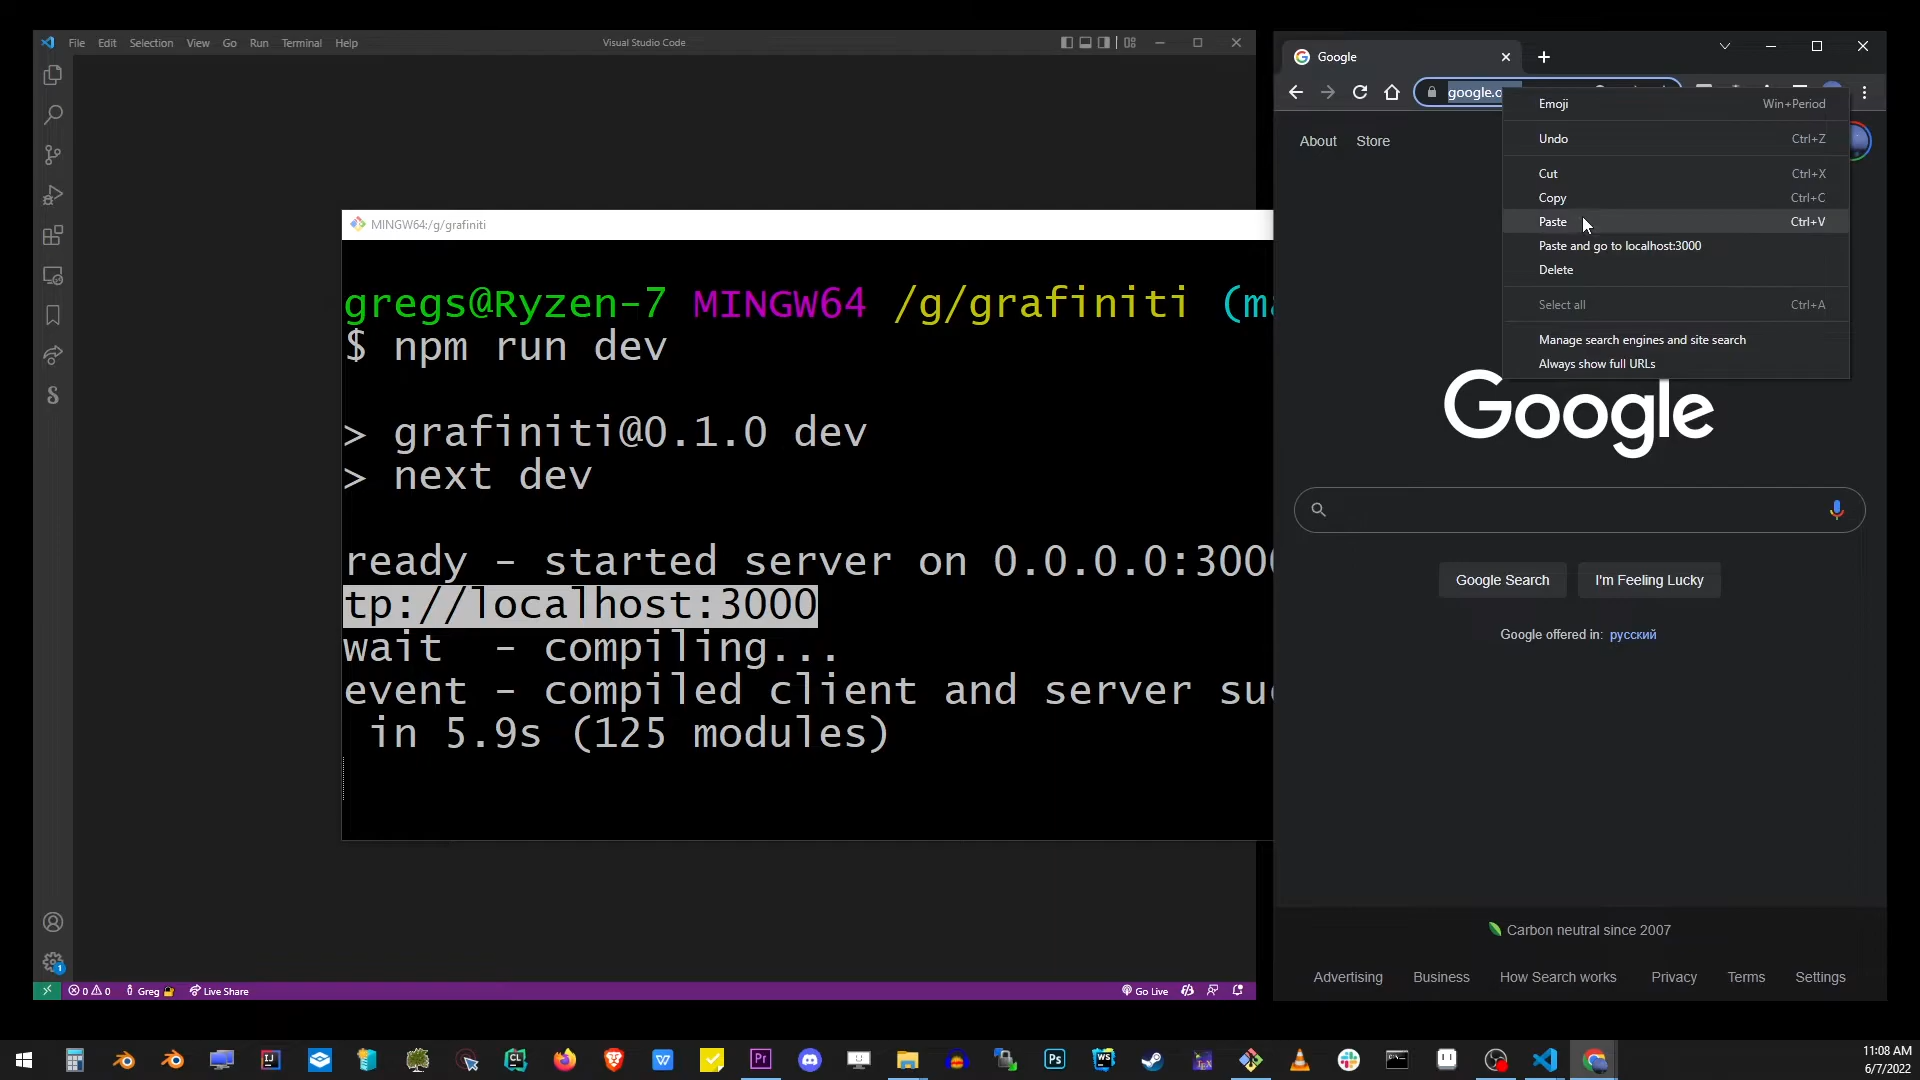 File Edit Selection View Go Run Terminal Help
Visual Studio Code
MINGW64:/g/grafiniti
gregs@Ryzen-7 MINGW64 /g/grafiniti (ma
$ npm run dev
> grafiniti@0.1.0 dev
> next dev
ready - started server on 0.0.0.0:3000
tp://localhost:3000
wait - compiling...
event - compiled client and server su
in 5.9s (125 modules)
0 0 Greg Live Share
Go Live
1
Google
google.c
About Store
Emoji Win+Period
Undo Ctrl+Z
Cut Ctrl+X
Copy Ctrl+C
Paste Ctrl+V
Paste and go to localhost:3000
Delete
Select all Ctrl+A
Manage search engines and site search
Always show full URLs
Google
Google Search I'm Feeling Lucky
Google offered in: русский
Carbon neutral since 2007
Advertising Business How Search works Privacy Terms Settings
11:08 AM
6/7/2022